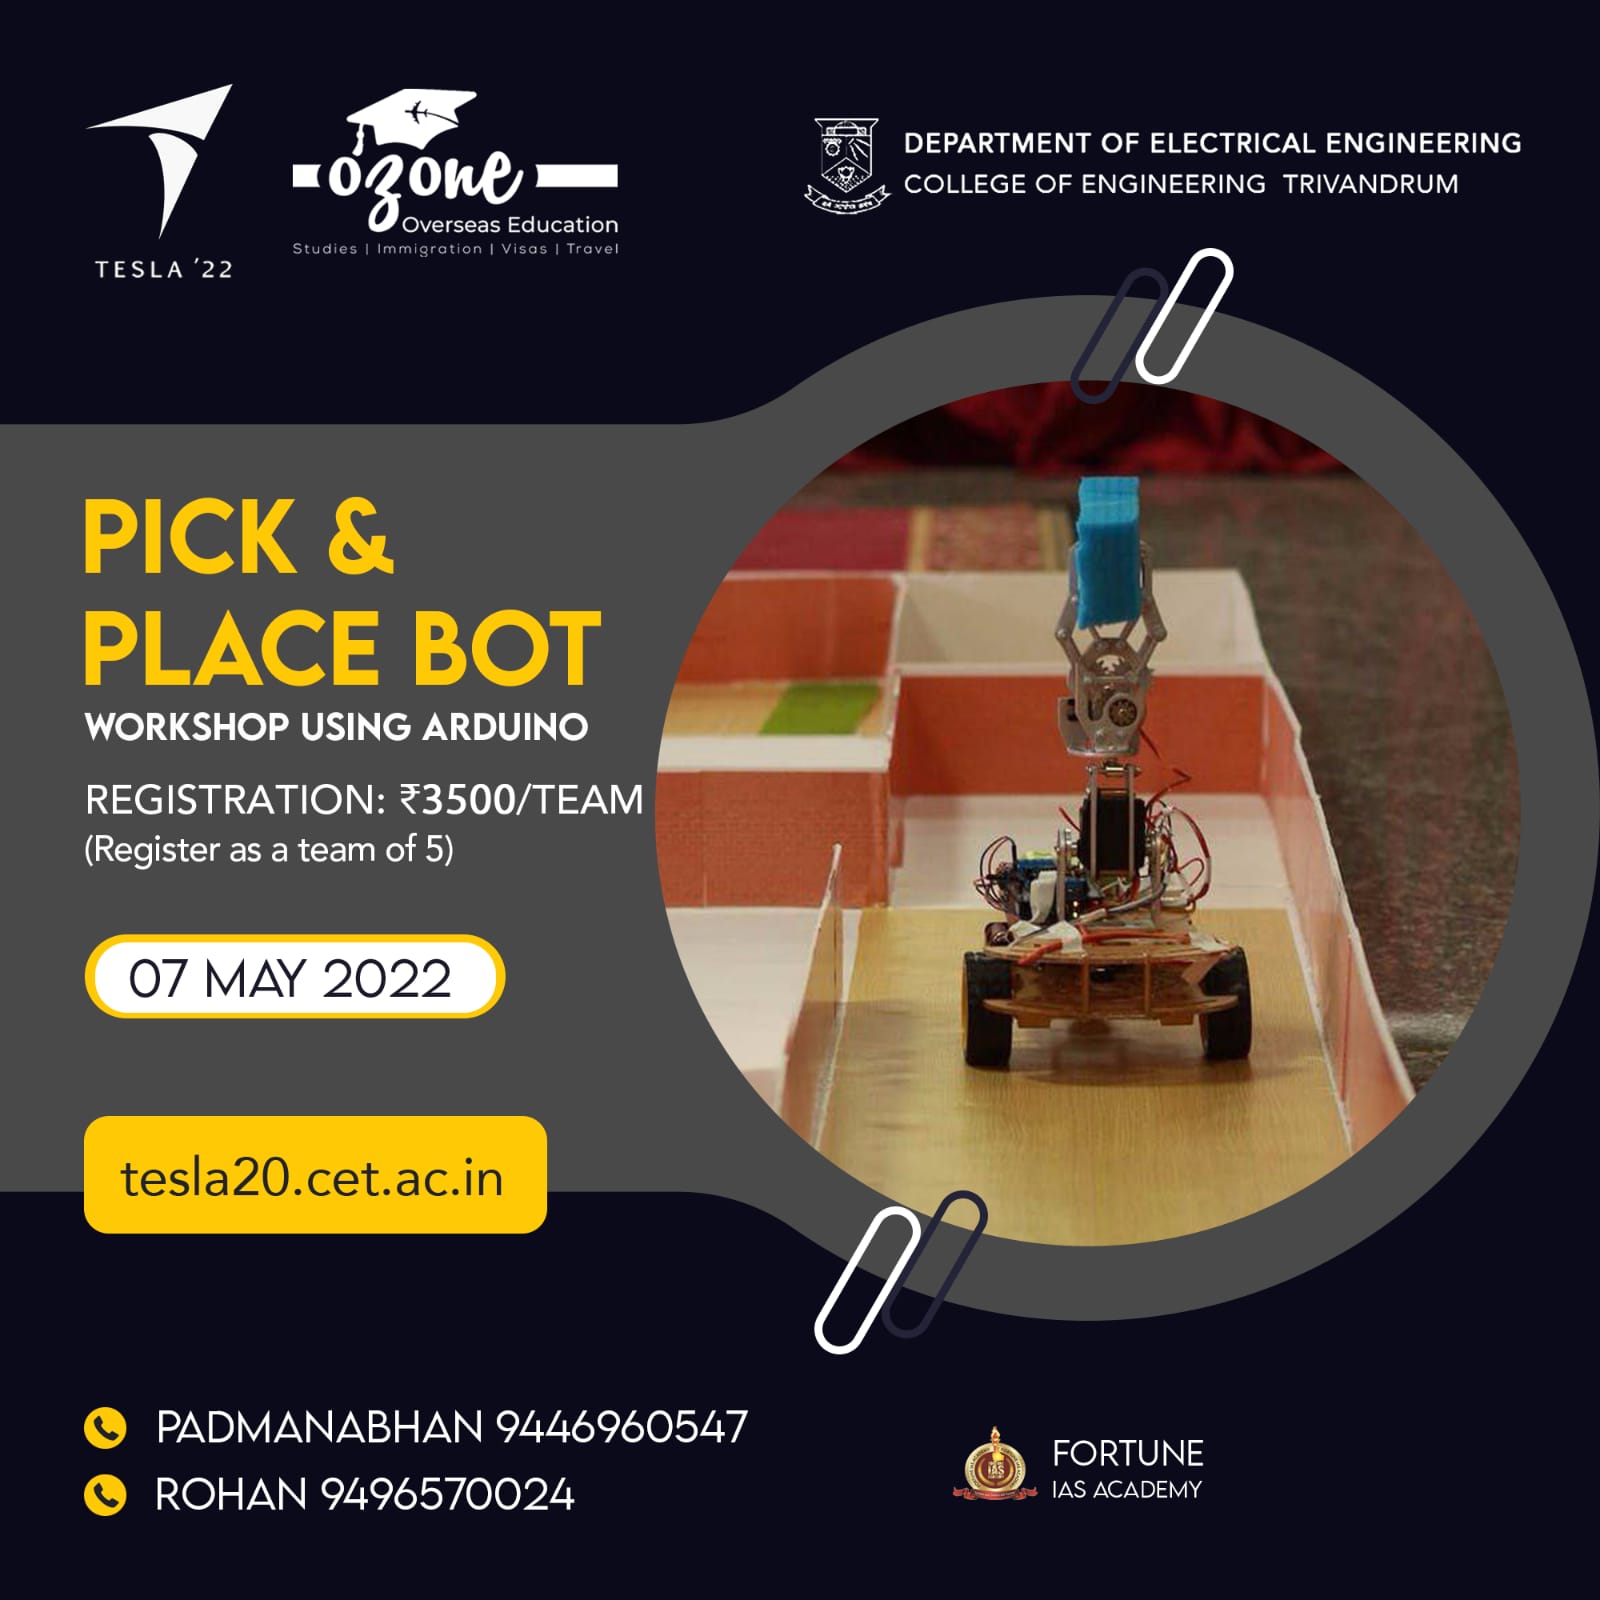 TESLA '22
ozone
Overseas Education
Studies | Immigration | Visas | Travel
DEPARTMENT OF ELECTRICAL ENGINEERING
COLLEGE OF ENGINEERING TRIVANDRUM
PICK &
PLACE BOT
WORKSHOP USING ARDUINO
REGISTRATION: ₹3500/TEAM
(Register as a team of 5)
07 MAY 2022
tesla20.cet.ac.in
PADMANABHAN 9446960547
ROHAN 9496570024
IAS
FORTUNE
IAS ACADEMY